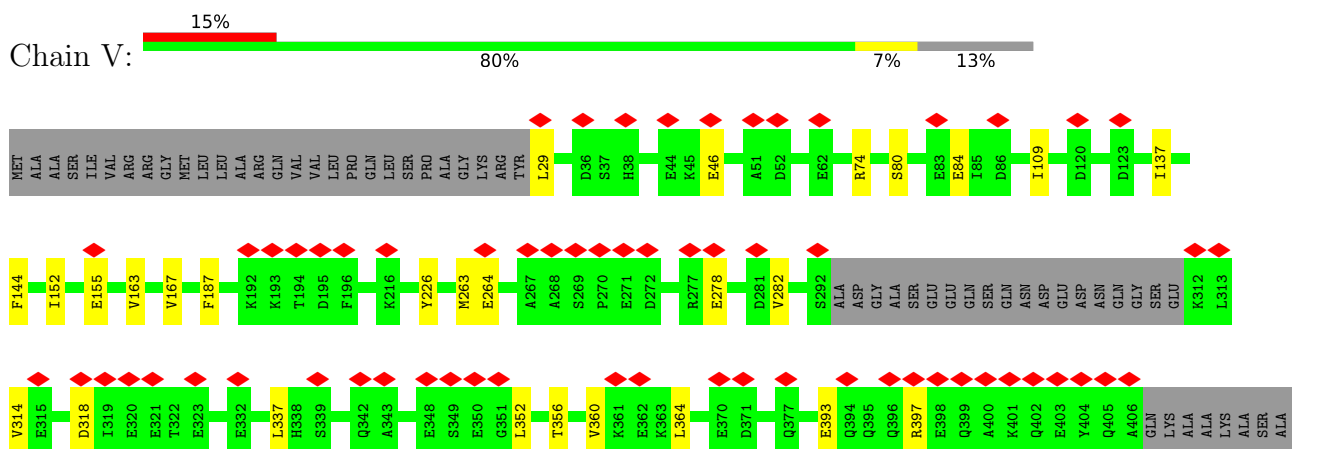 15%
Chain V:
80% 7% 13%
MET ALA ALA SER ILE VAL ARG ARG GLY MET LEU LEU ALA ARG GLN VAL VAL LEU PRO GLN LEU SER PRO ALA GLY LYS ARG TYR L29 D36 S37 H38 E44 K45 E46 A51 D52 E62 R74 S80 E83 E84 I85 D86 I109 D120 D123 I137
F144 I152 E155 V163 V167 F187 K192 K193 T194 D195 F196 K216 Y226 M263 E264 A267 A268 S269 P270 E271 D272 R277 E278 D281 V282 S292 ALA ASP GLY ALA SER GLU GLU GLN SER GLN ASN ASP GLU ASP ASN GLN GLY SER GLU K312 L313
V314 E315 D318 I319 E320 E321 T322 E323 E332 L337 H338 S339 Q342 A343 E348 S349 E350 G351 L352 T356 V360 K361 E362 K363 L364 E370 D371 Q377 E393 Q394 Q395 Q396 R397 E398 Q399 A400 K401 Q402 E403 Y404 Q405 A406 GLN LYS ALA ALA LYS ALA SER ALA